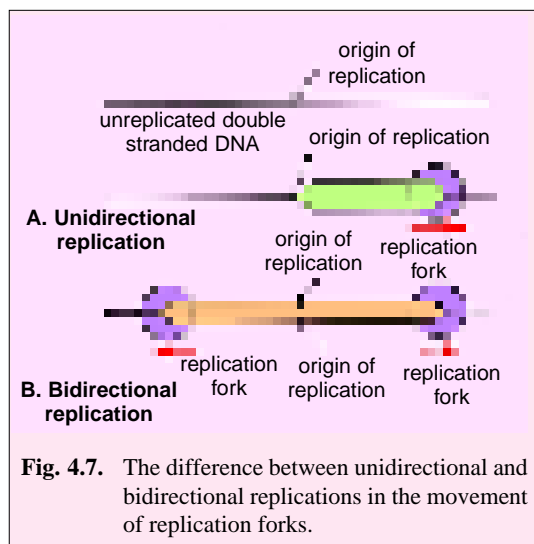 origin of
replication
unreplicated double
stranded DNA
origin of replication
A. Unidirectional
replication
origin of
replication
replication
fork
B. Bidirectional
replication
replication
fork
origin of
replication
replication
fork
Fig. 4.7. The difference between unidirectional and
bidirectional replications in the movement
of replication forks.